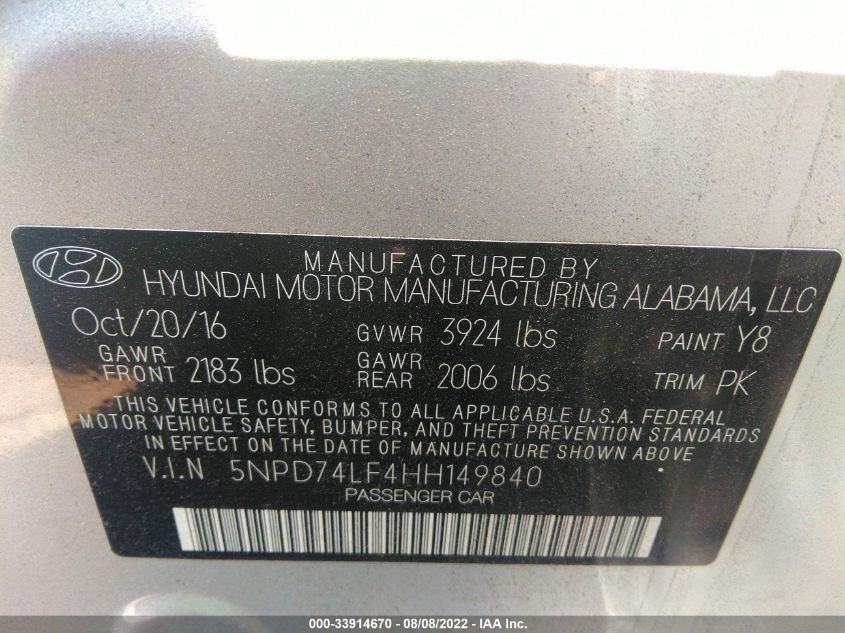 MANUFACTURED BY
HYUNDAI MOTOR MANUFACTURING ALABAMA, LLC
Oct/20/16 GVWR 3924 lbs PAINT Y8
GAWR FRONT 2183 lbs GAWR REAR 2006 lbs TRIM PK
THIS VEHICLE CONFORMS TO ALL APPLICABLE U.S.A. FEDERAL
MOTOR VEHICLE SAFETY, BUMPER, AND THEFT PREVENTION STANDARDS
IN EFFECT ON THE DATE OF MANUFACTURE SHOWN ABOVE
V.I.N 5NPD74LF4HH149840
PASSENGER CAR
000-33914670 - 08/08/2022 - IAA Inc.